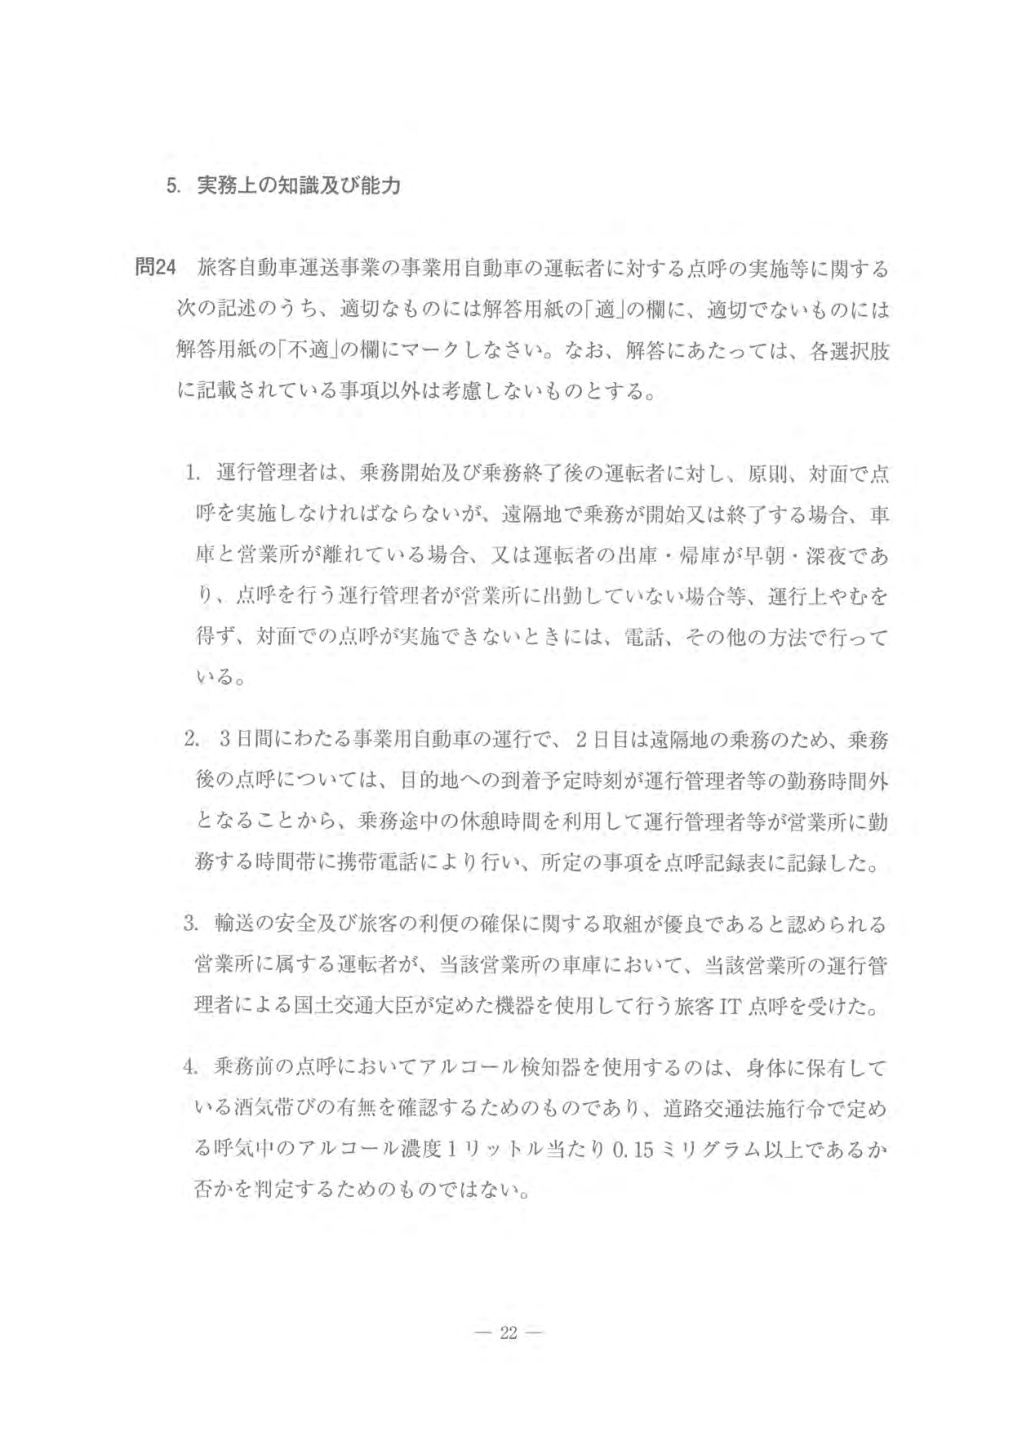 5. 実務上の知識及び能力
問24 旅客自動車運送事業の事業用自動車の運転者に対する点呼の実施等に関する
次の記述のうち、適切なものには解答用紙の「適」の欄に、適切でないものには
解答用紙の「不適」の欄にマークしなさい。なお、解答にあたっては、各選択肢
に記載されている事項以外は考慮しないものとする。
1. 運行管理者は、乗務開始及び乗務終了後の運転者に対し、原則、対面で点
呼を実施しなければならないが、遠隔地で乗務が開始又は終了する場合、車
庫と営業所が離れている場合、又は運転者の出庫・帰庫が早朝・深夜であ
り、点呼を行う運行管理者が営業所に出勤していない場合等、運行上やむを
得ず、対面での点呼が実施できないときには、電話、その他の方法で行って
いる。
2. 3日間にわたる事業用自動車の運行で、2日目は遠隔地の乗務のため、乗務
後の点呼については、目的地への到着予定時刻が運行管理者等の勤務時間外
となることから、乗務途中の休憩時間を利用して運行管理者等が営業所に勤
務する時間帯に携帯電話により行い、所定の事項を点呼記録表に記録した。
3. 輸送の安全及び旅客の利便の確保に関する取組が優良であると認められる
営業所に属する運転者が、当該営業所の車庫において、当該営業所の運行管
理者による国土交通大臣が定めた機器を使用して行う旅客IT点呼を受けた。
4. 乗務前の点呼においてアルコール検知器を使用するのは、身体に保有して
いる酒気帯びの有無を確認するためのものであり、道路交通法施行令で定め
る呼気中のアルコール濃度1リットル当たり0.15ミリグラム以上であるか
否かを判定するためのものではない。
― 22 ―